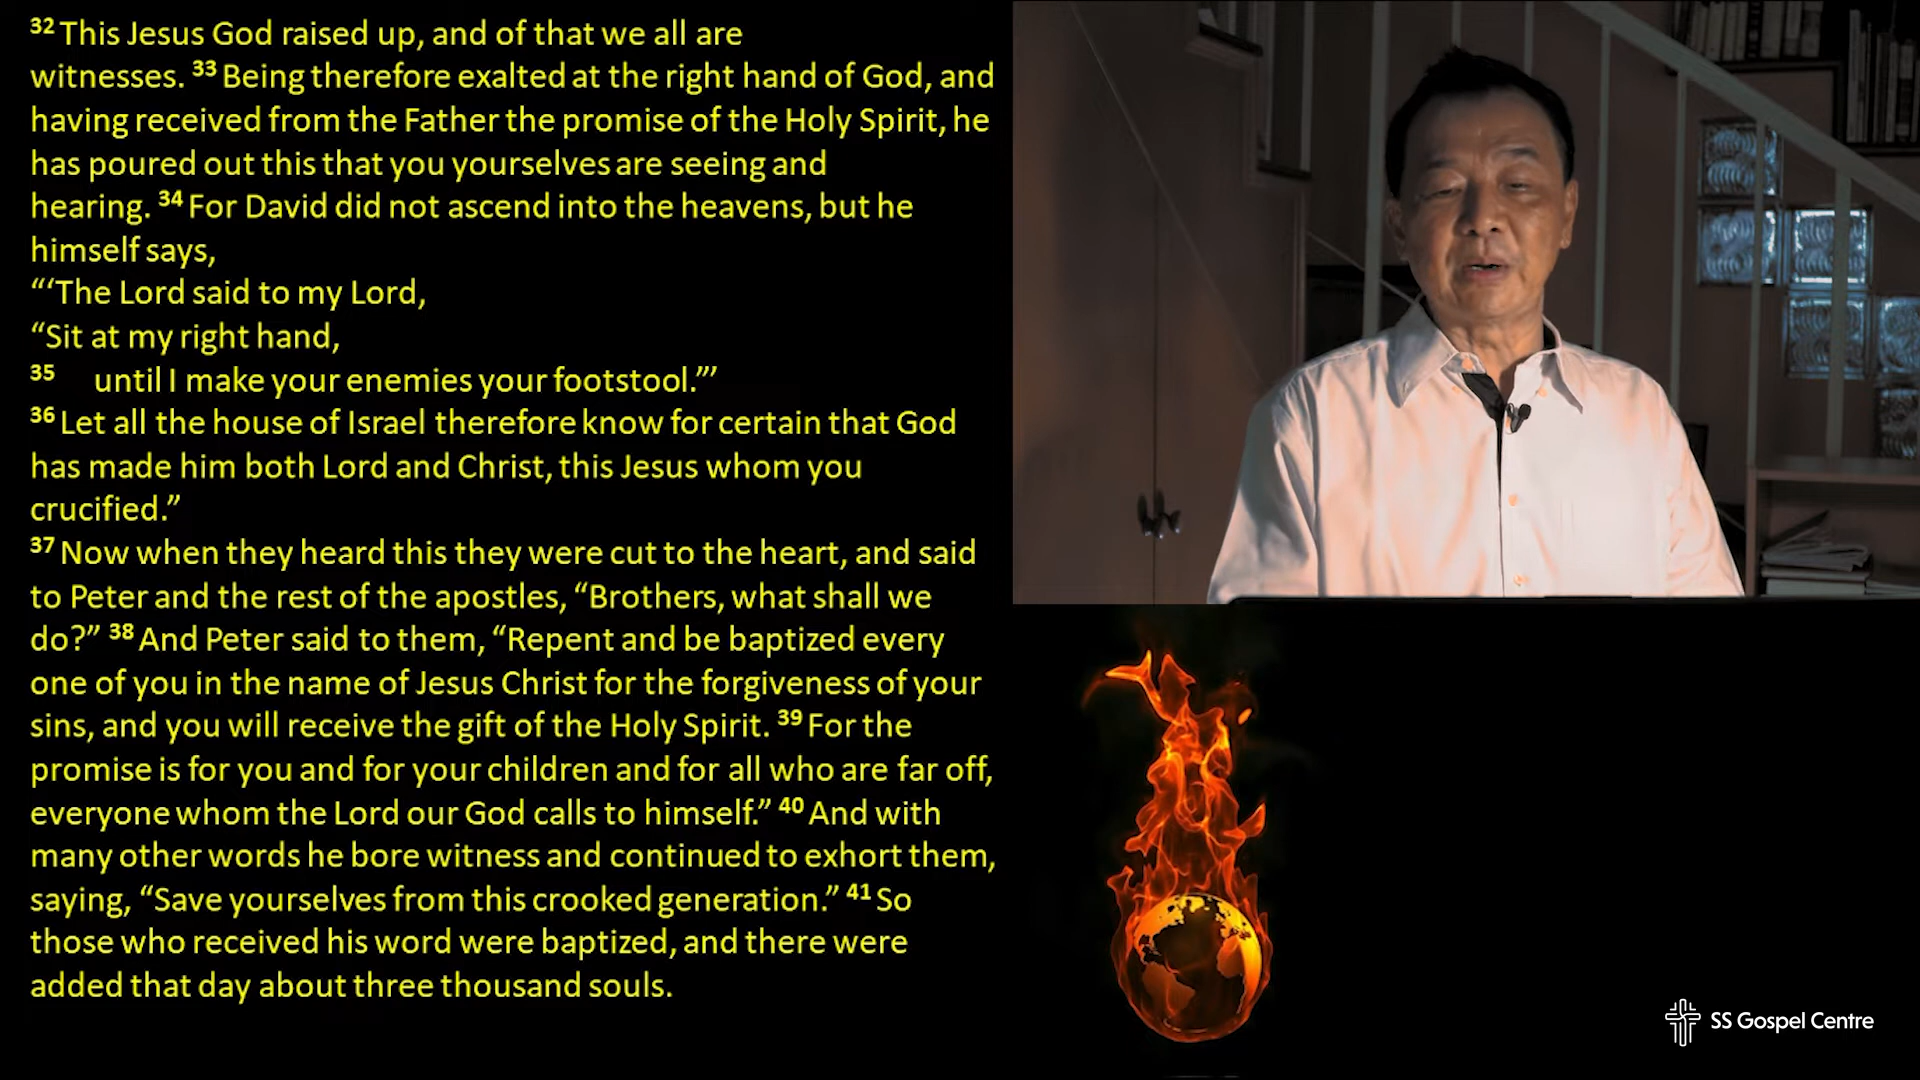 32 This Jesus God raised up, and of that we all are
witnesses. 33 Being therefore exalted at the right hand of God, and
having received from the Father the promise of the Holy Spirit, he
has poured out this that you yourselves are seeing and
hearing. 34 For David did not ascend into the heavens, but he
himself says,
“‘The Lord said to my Lord,
“Sit at my right hand,
35 until I make your enemies your footstool.”’
36 Let all the house of Israel therefore know for certain that God
has made him both Lord and Christ, this Jesus whom you
crucified.”
37 Now when they heard this they were cut to the heart, and said
to Peter and the rest of the apostles, “Brothers, what shall we
do?” 38 And Peter said to them, “Repent and be baptized every
one of you in the name of Jesus Christ for the forgiveness of your
sins, and you will receive the gift of the Holy Spirit. 39 For the
promise is for you and for your children and for all who are far off,
everyone whom the Lord our God calls to himself.” 40 And with
many other words he bore witness and continued to exhort them,
saying, “Save yourselves from this crooked generation.” 41 So
those who received his word were baptized, and there were
added that day about three thousand souls.
SS Gospel Centre